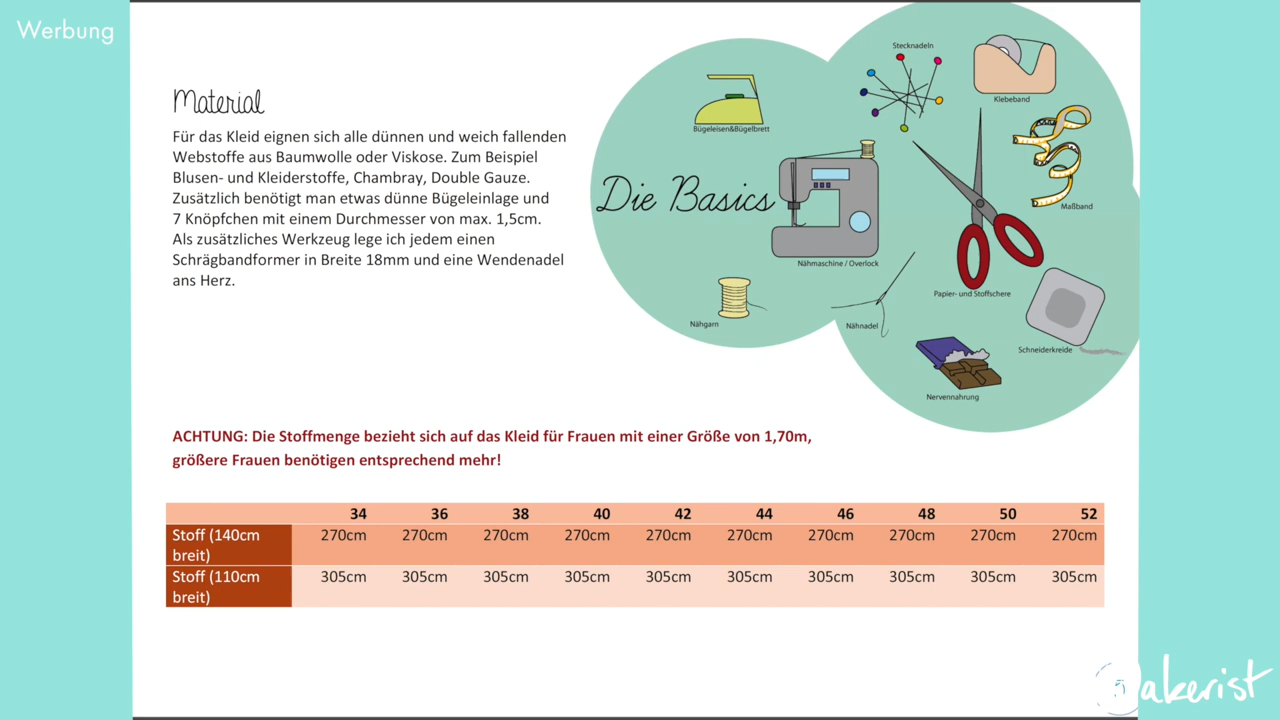 Werbung
Material
Für das Kleid eignen sich alle dünnen und weich fallenden
Webstoffe aus Baumwolle oder Viskose. Zum Beispiel
Blusen- und Kleiderstoffe, Chambray, Double Gauze.
Zusätzlich benötigt man etwas dünne Bügeleinlage und
7 Knöpfchen mit einem Durchmesser von max. 1,5cm.
Als zusätzliches Werkzeug lege ich jedem einen
Schrägbandformer in Breite 18mm und eine Wendenadel
ans Herz.
Die Basics
Stecknadeln
Klebeband
Bügeleisen&Bügelbrett
Maßband
Nähmaschine / Overlock
Papier- und Stoffschere
Nähgarn
Nähnadel
Schneiderkreide
Nervennahrung
ACHTUNG: Die Stoffmenge bezieht sich auf das Kleid für Frauen mit einer Größe von 1,70m,
größere Frauen benötigen entsprechend mehr!
34 36 38 40 42 44 46 48 50 52
Stoff (140cm breit) 270cm 270cm 270cm 270cm 270cm 270cm 270cm 270cm 270cm 270cm
Stoff (110cm breit) 305cm 305cm 305cm 305cm 305cm 305cm 305cm 305cm 305cm 305cm
akerist